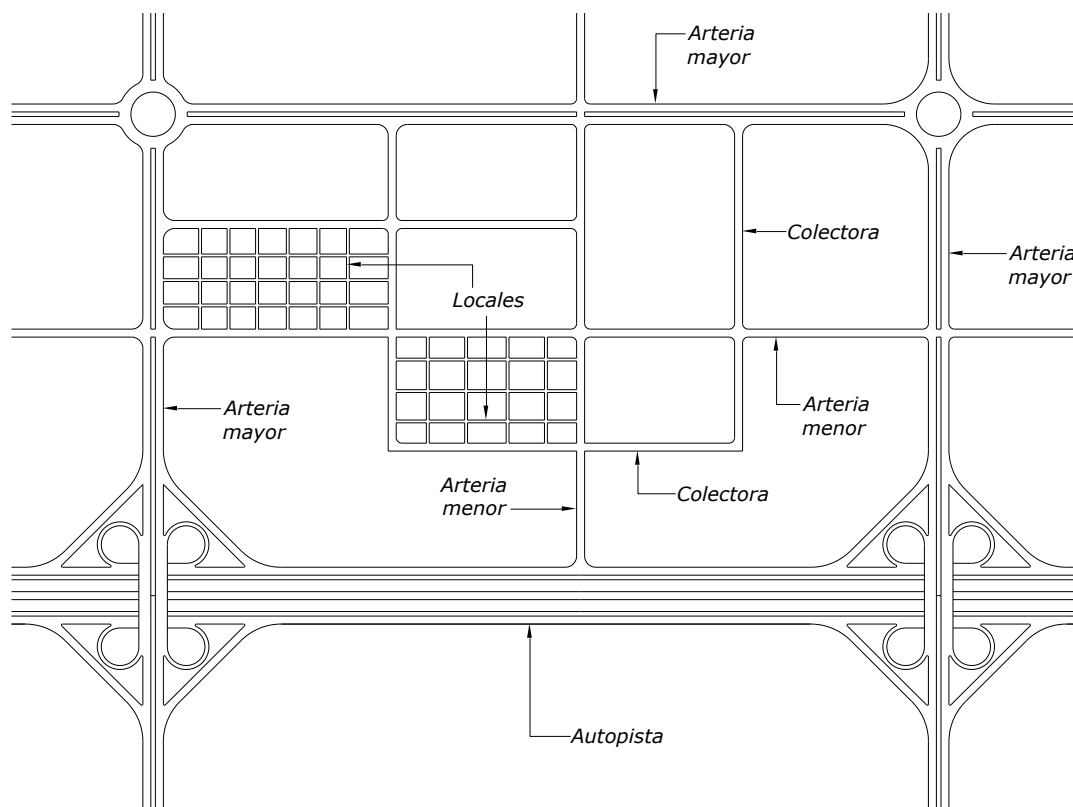 Arteria
mayor
Colectora
Arteria
mayor
Locales
Arteria
mayor
Arteria
menor
Arteria
menor
Colectora
Autopista